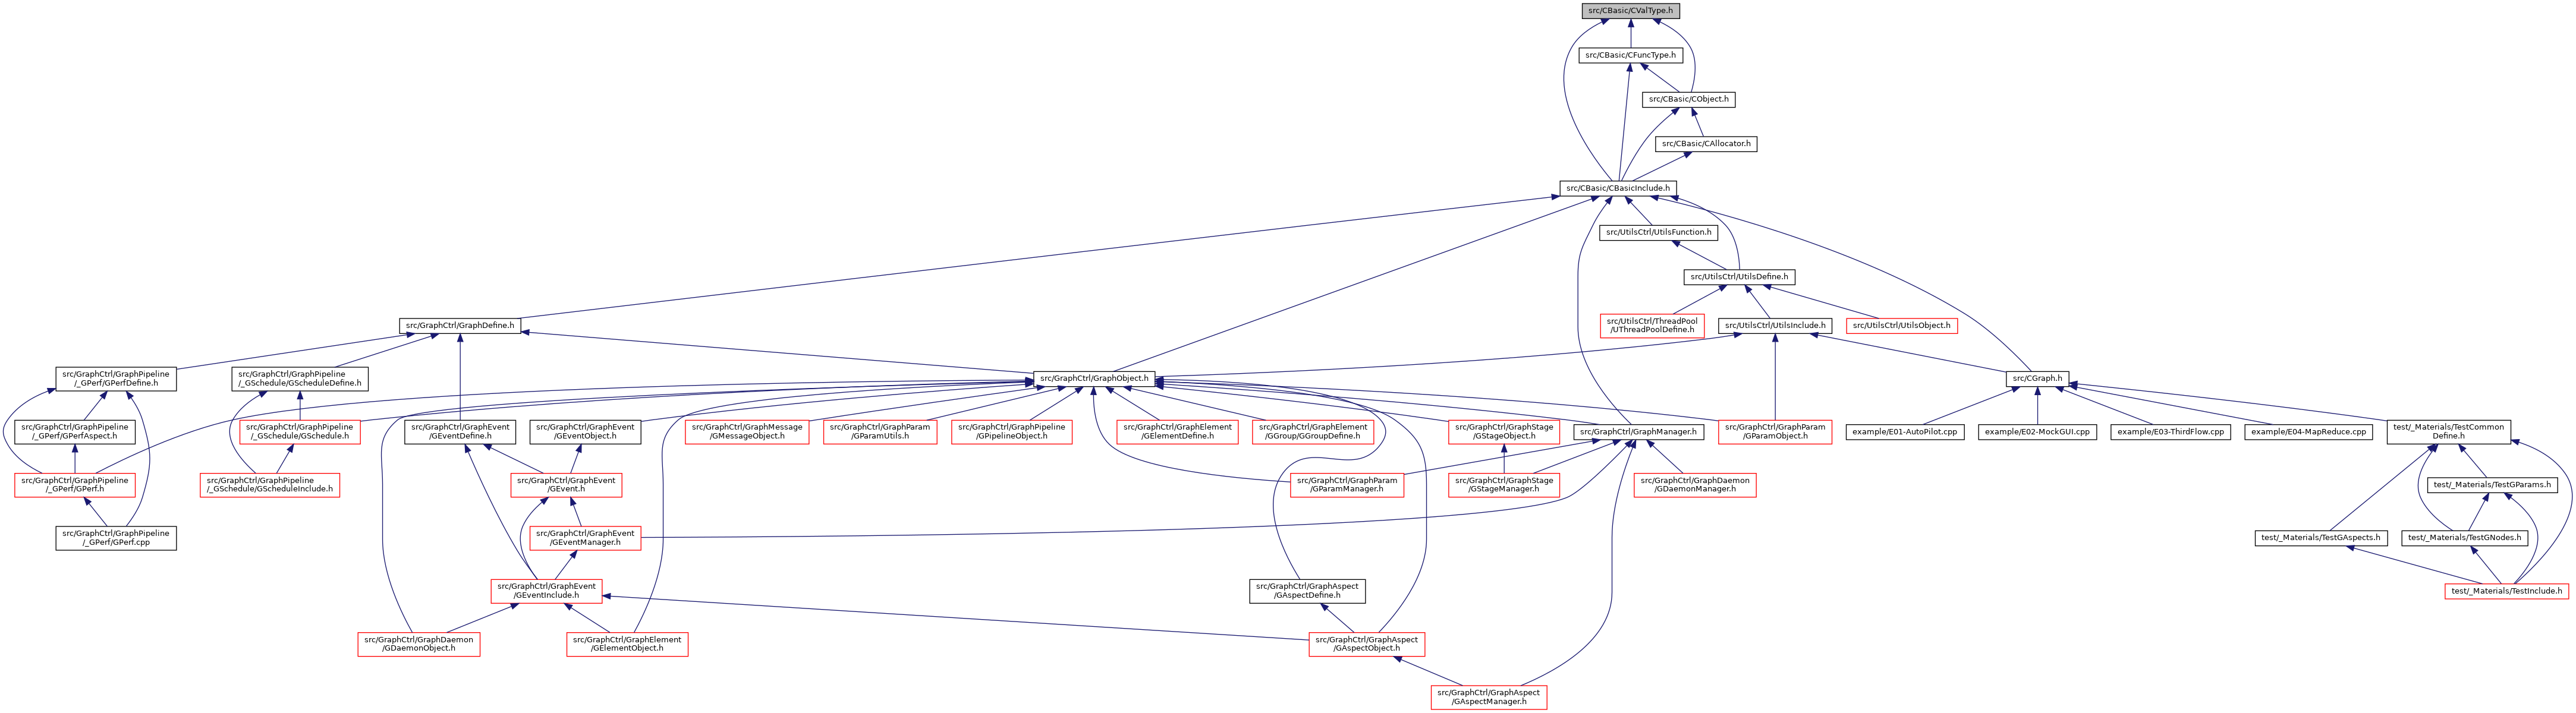 src/CBasic/CValType.h
src/CBasic/CFuncType.h
src/CBasic/CObject.h
src/CBasic/CAllocator.h
src/CBasic/CBasicInclude.h
src/UtilsCtrl/UtilsFunction.h
src/UtilsCtrl/UtilsDefine.h
src/GraphCtrl/GraphDefine.h
src/UtilsCtrl/ThreadPool
/UThreadPoolDefine.h
src/UtilsCtrl/UtilsInclude.h
src/UtilsCtrl/UtilsObject.h
src/GraphCtrl/GraphPipeline
/_GPerf/GPerfDefine.h
src/GraphCtrl/GraphPipeline
/_GSchedule/GScheduleDefine.h
src/GraphCtrl/GraphObject.h
src/CGraph.h
src/GraphCtrl/GraphPipeline
/_GPerf/GPerfAspect.h
src/GraphCtrl/GraphPipeline
/_GSchedule/GSchedule.h
src/GraphCtrl/GraphEvent
/GEventDefine.h
src/GraphCtrl/GraphEvent
/GEventObject.h
src/GraphCtrl/GraphMessage
/GMessageObject.h
src/GraphCtrl/GraphParam
/GParamUtils.h
src/GraphCtrl/GraphPipeline
/GPipelineObject.h
src/GraphCtrl/GraphElement
/GElementDefine.h
src/GraphCtrl/GraphElement
/GGroup/GGroupDefine.h
src/GraphCtrl/GraphStage
/GStageObject.h
src/GraphCtrl/GraphManager.h
src/GraphCtrl/GraphParam
/GParamObject.h
example/E01-AutoPilot.cpp
example/E02-MockGUI.cpp
example/E03-ThirdFlow.cpp
example/E04-MapReduce.cpp
test/_Materials/TestCommon
Define.h
src/GraphCtrl/GraphPipeline
/_GPerf/GPerf.h
src/GraphCtrl/GraphPipeline
/_GSchedule/GScheduleInclude.h
src/GraphCtrl/GraphEvent
/GEvent.h
src/GraphCtrl/GraphParam
/GParamManager.h
src/GraphCtrl/GraphStage
/GStageManager.h
src/GraphCtrl/GraphDaemon
/GDaemonManager.h
test/_Materials/TestGParams.h
src/GraphCtrl/GraphPipeline
/_GPerf/GPerf.cpp
src/GraphCtrl/GraphEvent
/GEventManager.h
test/_Materials/TestGAspects.h
test/_Materials/TestGNodes.h
src/GraphCtrl/GraphEvent
/GEventInclude.h
src/GraphCtrl/GraphAspect
/GAspectDefine.h
test/_Materials/TestInclude.h
src/GraphCtrl/GraphDaemon
/GDaemonObject.h
src/GraphCtrl/GraphElement
/GElementObject.h
src/GraphCtrl/GraphAspect
/GAspectObject.h
src/GraphCtrl/GraphAspect
/GAspectManager.h